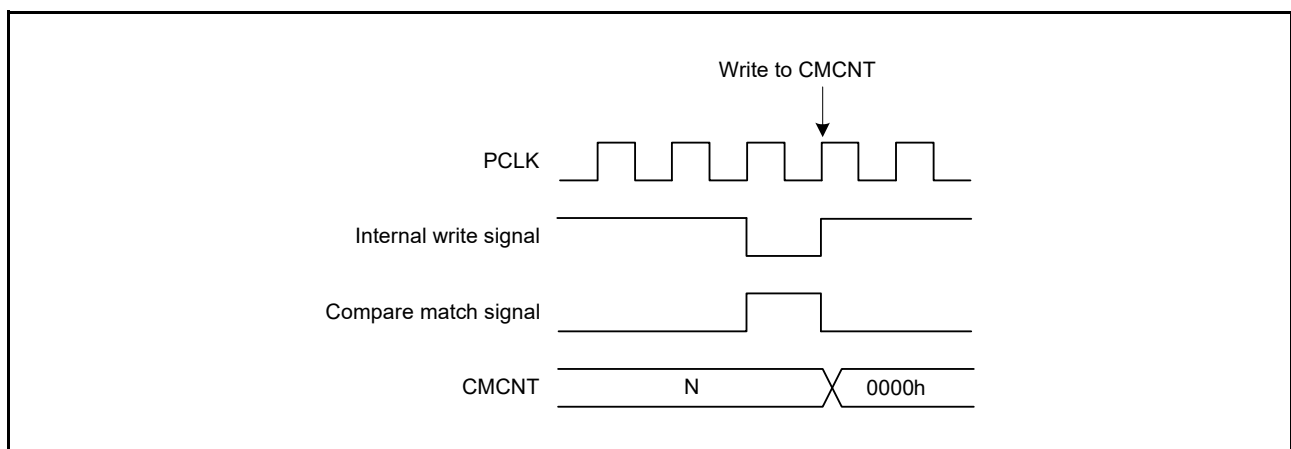 Write to CMCNT
PCLK
Internal write signal
Compare match signal
CMCNT N 0000h